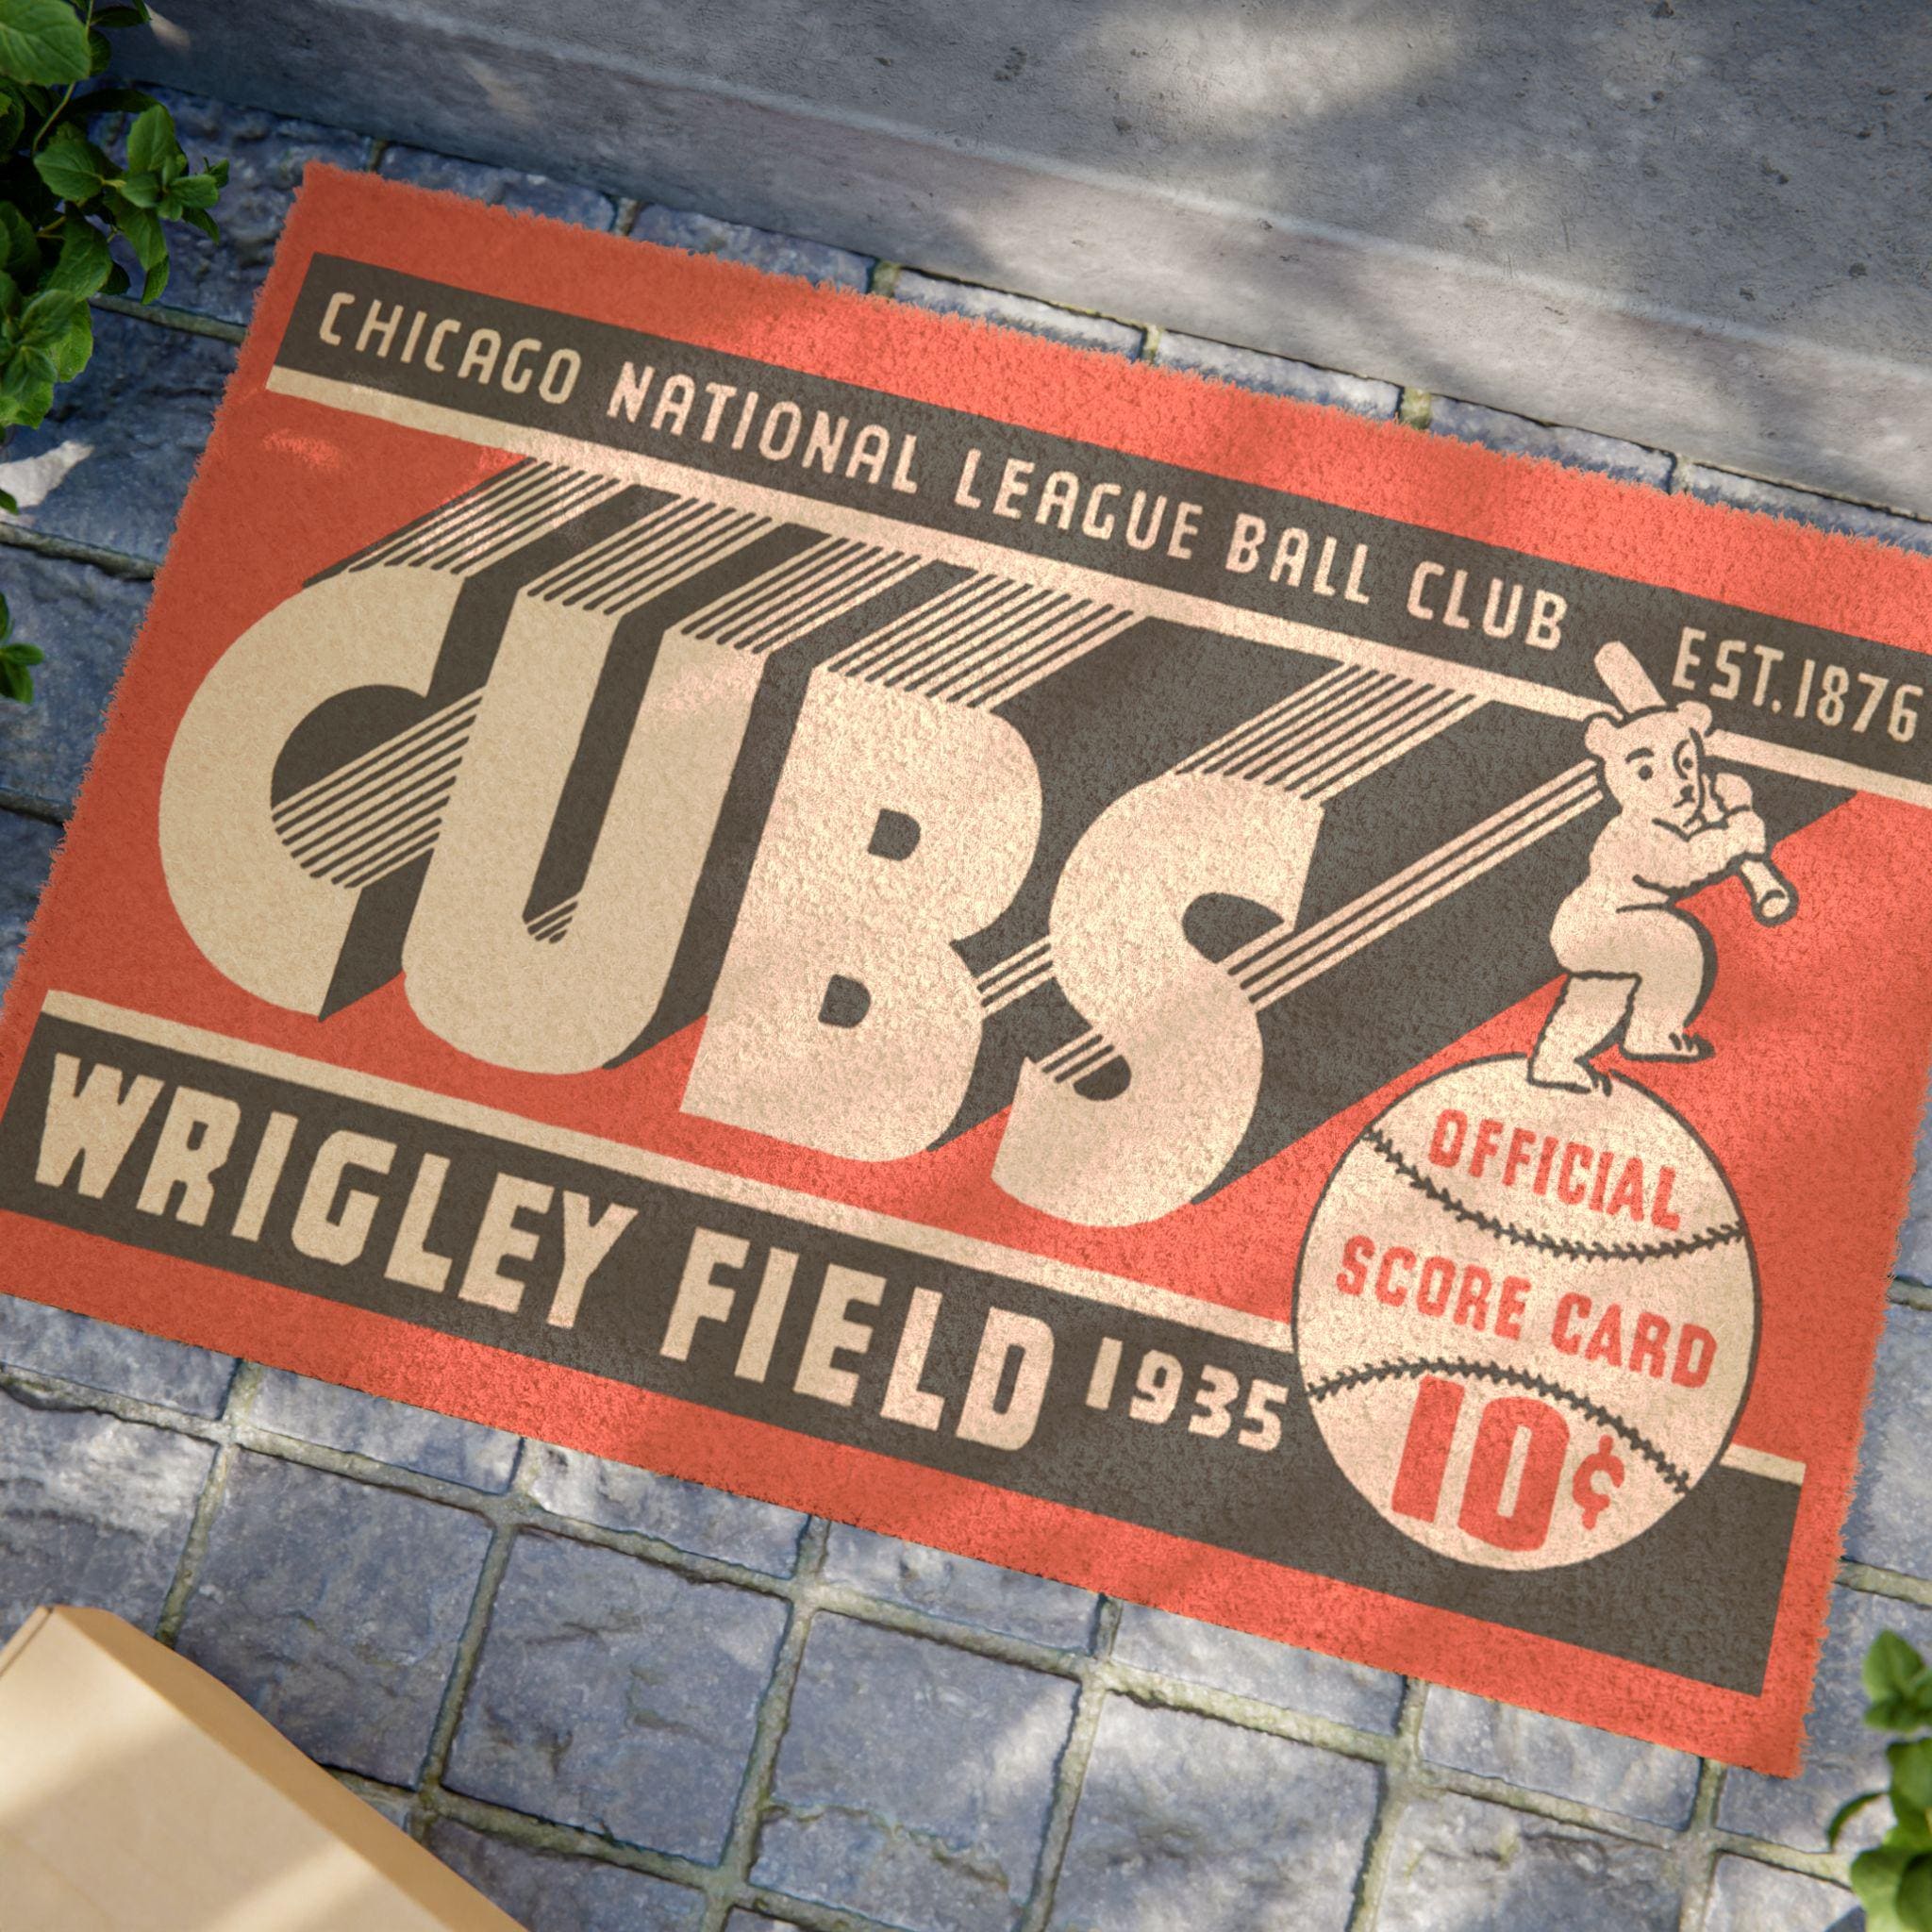 CHICAGO NATIONAL LEAGUE BALL CLUB EST. 1876
CUBS
WRIGLEY FIELD 1935
OFFICIAL
SCORE CARD
10¢